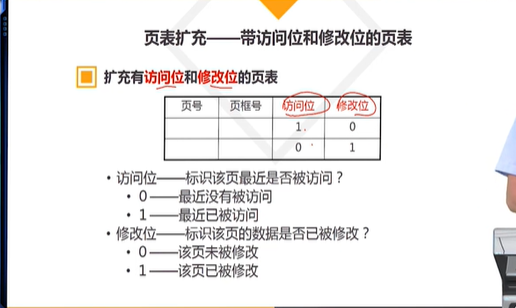 页表扩充——带访问位和修改位的页表
扩充有访问位和修改位的页表
页号 页框号 访问位 修改位
1 0
0 1
• 访问位——标识该页最近是否被访问？
• 0——最近没有被访问
• 1——最近已被访问
• 修改位——标识该页的数据是否已被修改？
• 0——该页未被修改
• 1——该页已被修改